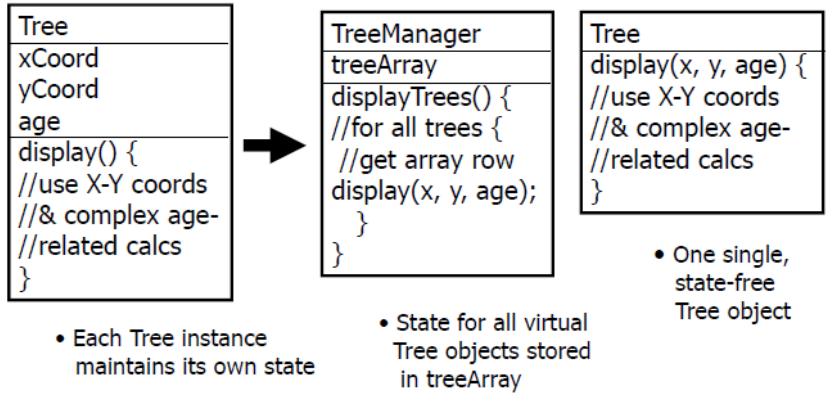 Tree
xCoord
yCoord
age
display() {
//use X-Y coords
//& complex age-
//related calcs
}
• Each Tree instance
maintains its own state
TreeManager
treeArray
displayTrees() {
//for all trees {
//get array row
display(x, y, age);
}
}
• State for all virtual
Tree objects stored
in treeArray
Tree
display(x, y, age) {
//use X-Y coords
//& complex age-
//related calcs
}
• One single,
state-free
Tree object